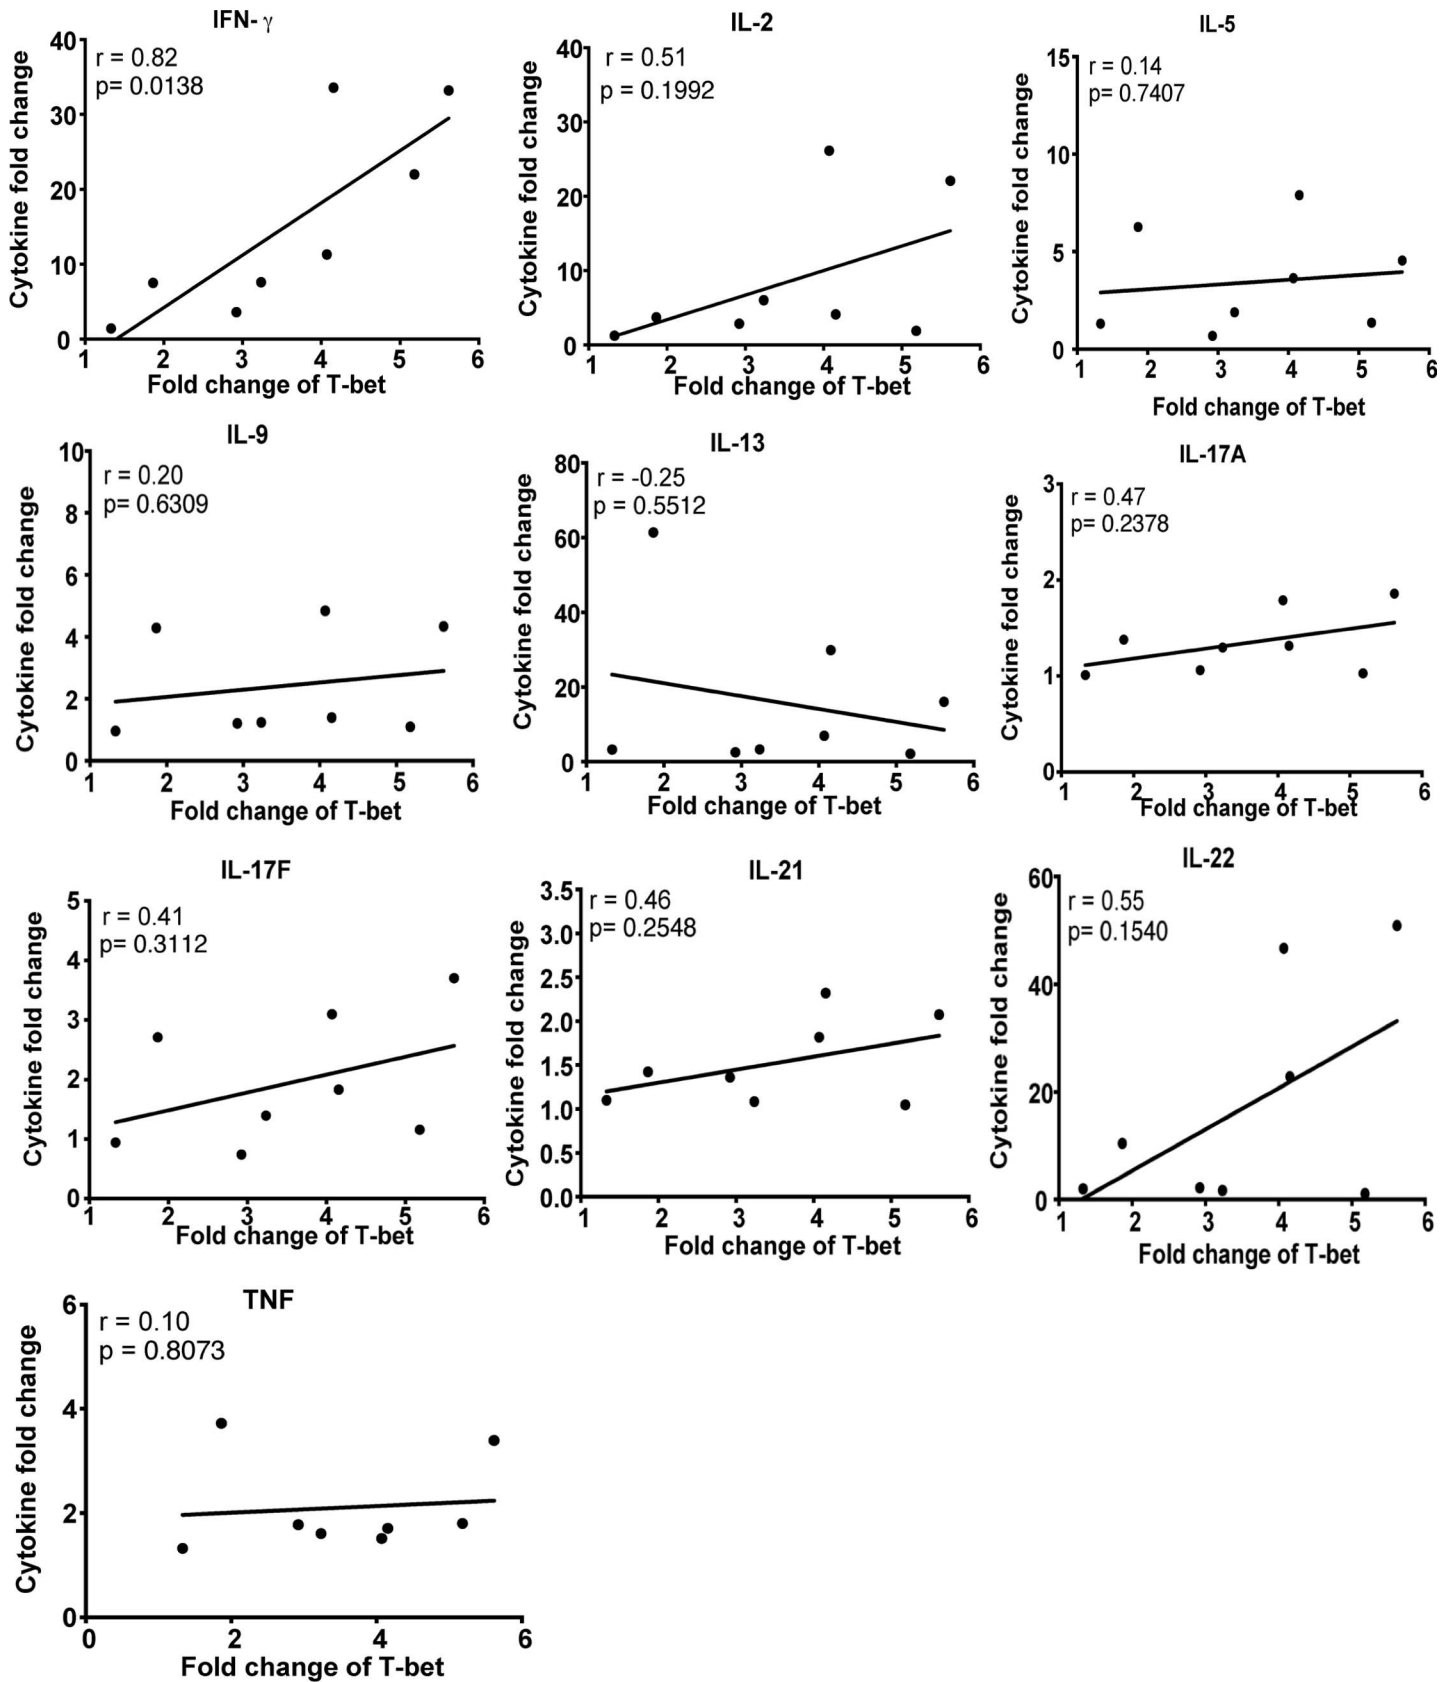 IFN- γ
r = 0.82
p= 0.0138
Cytokine fold change
40
30
20
10
0
1 2 3 4 5 6
Fold change of T-bet
IL-2
r = 0.51
p = 0.1992
Cytokine fold change
40
30
20
10
0
1 2 3 4 5 6
Fold change of T-bet
IL-5
r = 0.14
p= 0.7407
Cytokine fold change
15
10
5
0
1 2 3 4 5 6
Fold change of T-bet
IL-9
r = 0.20
p= 0.6309
Cytokine fold change
10
8
6
4
2
0
1 2 3 4 5 6
Fold change of T-bet
IL-13
r = -0.25
p = 0.5512
Cytokine fold change
80
60
40
20
0
1 2 3 4 5 6
Fold change of T-bet
IL-17A
r = 0.47
p= 0.2378
Cytokine fold change
3
2
1
0
1 2 3 4 5 6
Fold change of T-bet
IL-17F
r = 0.41
p= 0.3112
Cytokine fold change
5
4
3
2
1
0
1 2 3 4 5 6
Fold change of T-bet
IL-21
r = 0.46
p= 0.2548
Cytokine fold change
3.5
3.0
2.5
2.0
1.5
1.0
0.5
0.0
1 2 3 4 5 6
Fold change of T-bet
IL-22
r = 0.55
p= 0.1540
Cytokine fold change
60
40
20
0
1 2 3 4 5 6
Fold change of T-bet
TNF
r = 0.10
p = 0.8073
Cytokine fold change
6
4
2
0
0 2 4 6
Fold change of T-bet